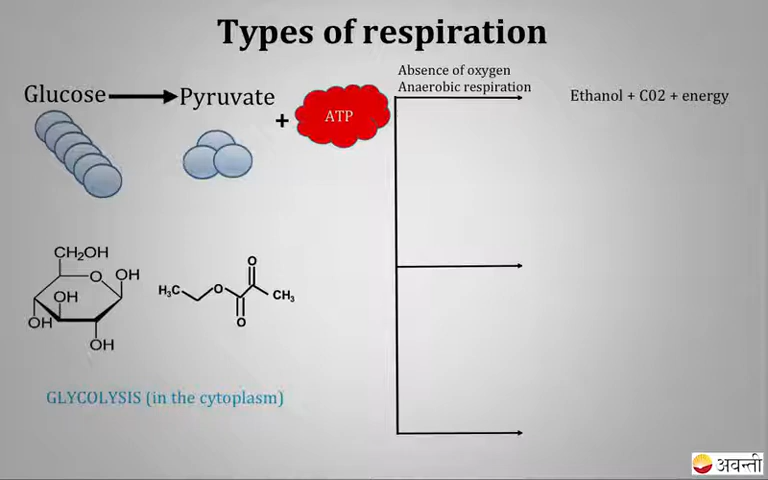 Types of respiration
Absence of oxygen
Anaerobic respiration
Glucose
Pyruvate
+
ATP
Ethanol + C02 + energy
CH₂OH
O
OH
OH
OH
OH
H₃C
O
O
O
CH₃
GLYCOLYSIS (in the cytoplasm)
अवन्ती